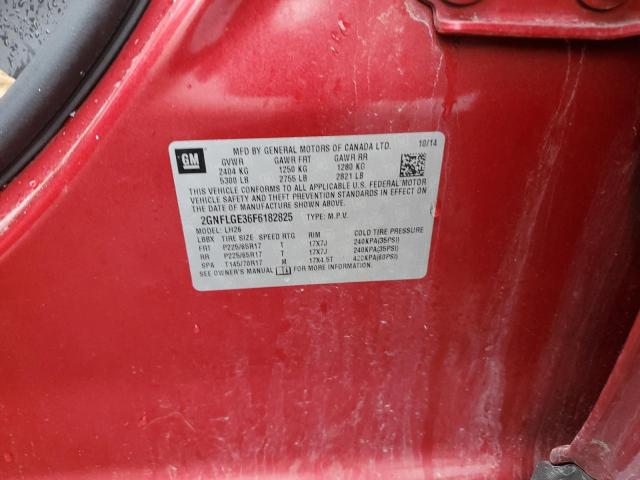 MFD BY GENERAL MOTORS OF CANADA LTD. 10/14
GM
GVWR GAWR FRT GAWR RR
2404 KG 1250 KG 1280 KG
5300 LB 2755 LB 2821 LB
THIS VEHICLE CONFORMS TO ALL APPLICABLE U.S. FEDERAL MOTOR
VEHICLE SAFETY AND THEFT PREVENTION STANDARDS IN EFFECT ON
THE DATE OF MANUFACTURE SHOWN ABOVE.
2GNFLGE36F6182825 TYPE: M.P.V.
MODEL: LH26
LBBX TIRE SIZE SPEED RTG RIM COLD TIRE PRESSURE
FRT P225/65R17 T 17X7J 240KPA(35PSI)
RR P225/65R17 T 17X7J 240KPA(35PSI)
SPA T145/70R17 M 17X4.5T 420KPA(60PSI)
SEE OWNER'S MANUAL FOR ADDITIONAL INFORMATION.